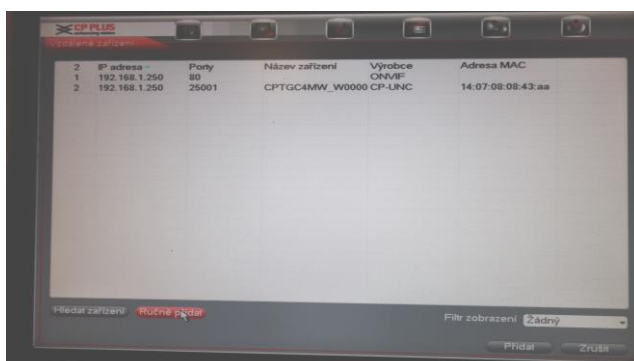 CP PLUS
Vzdálené zařízení
2 IP adresa Porty Název zařízení Výrobce Adresa MAC
1 192.168.1.250 80 ONVIF
2 192.168.1.250 25001 CPTGC4MW_W0000 CP-UNC 14:07:08:08:43:aa
Hledat zařízení Ručně přidat Filtr zobrazení Žádný
Přidat Zrušit